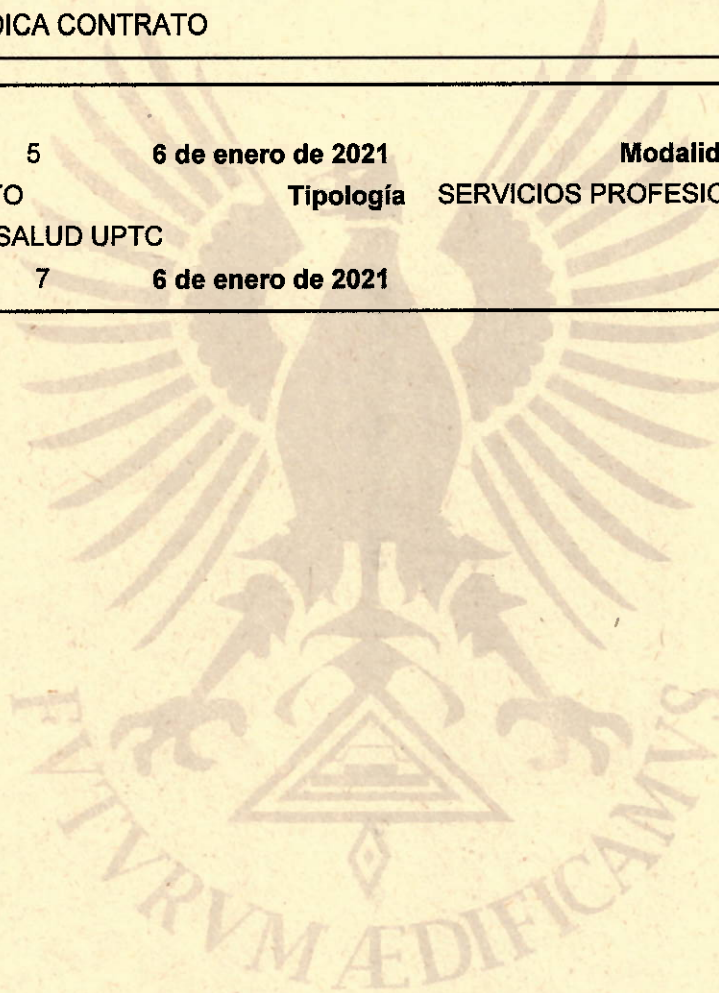 DICA CONTRATO
5 6 de enero de 2021 Modalid
TO Tipología SERVICIOS PROFESIO
SALUD UPTC
7 6 de enero de 2021
FVTVRVM ÆDIFICAMVS